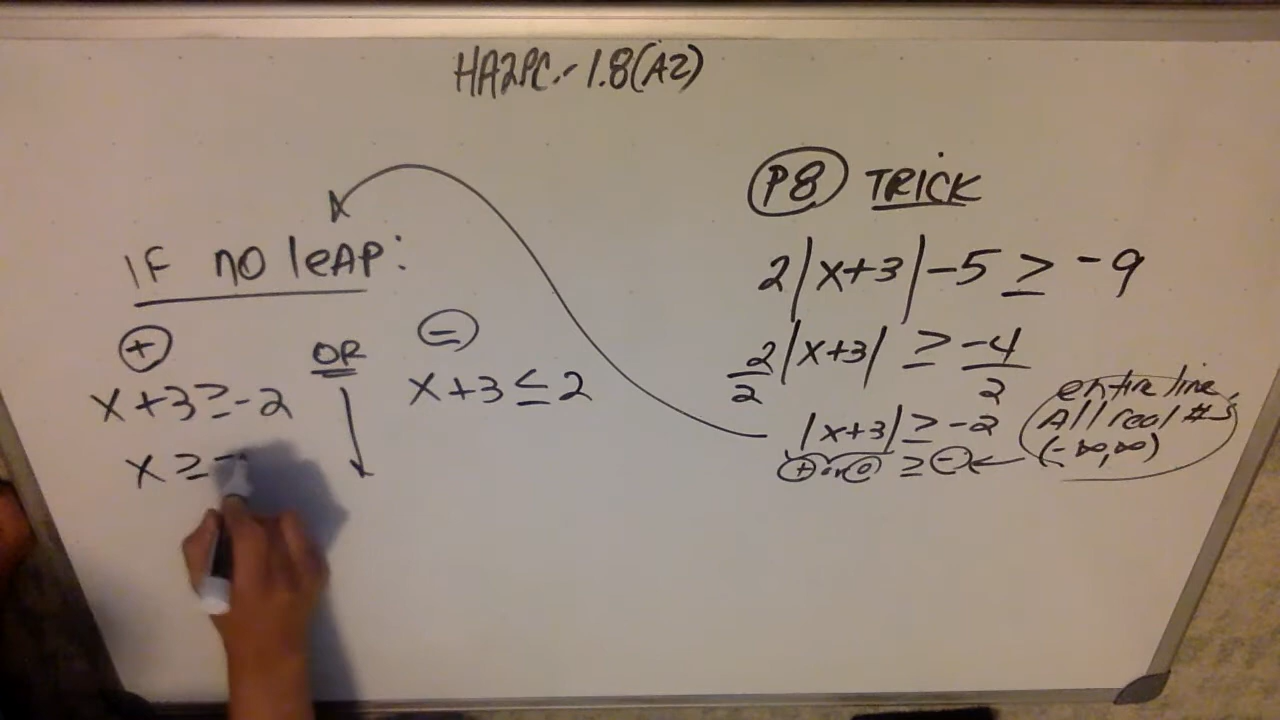 HA2PC - 1.8(A2)
P8 TRICK
2|x+3|-5 ≥ -9
2|x+3| ≥ -4
2 2
|x+3| ≥ -2
+ or 0 ≥ -
entire line,
All real #s
(-∞,∞)
IF no leAP:
+ OR -
x+3≥-2 x+3≤2
x≥-